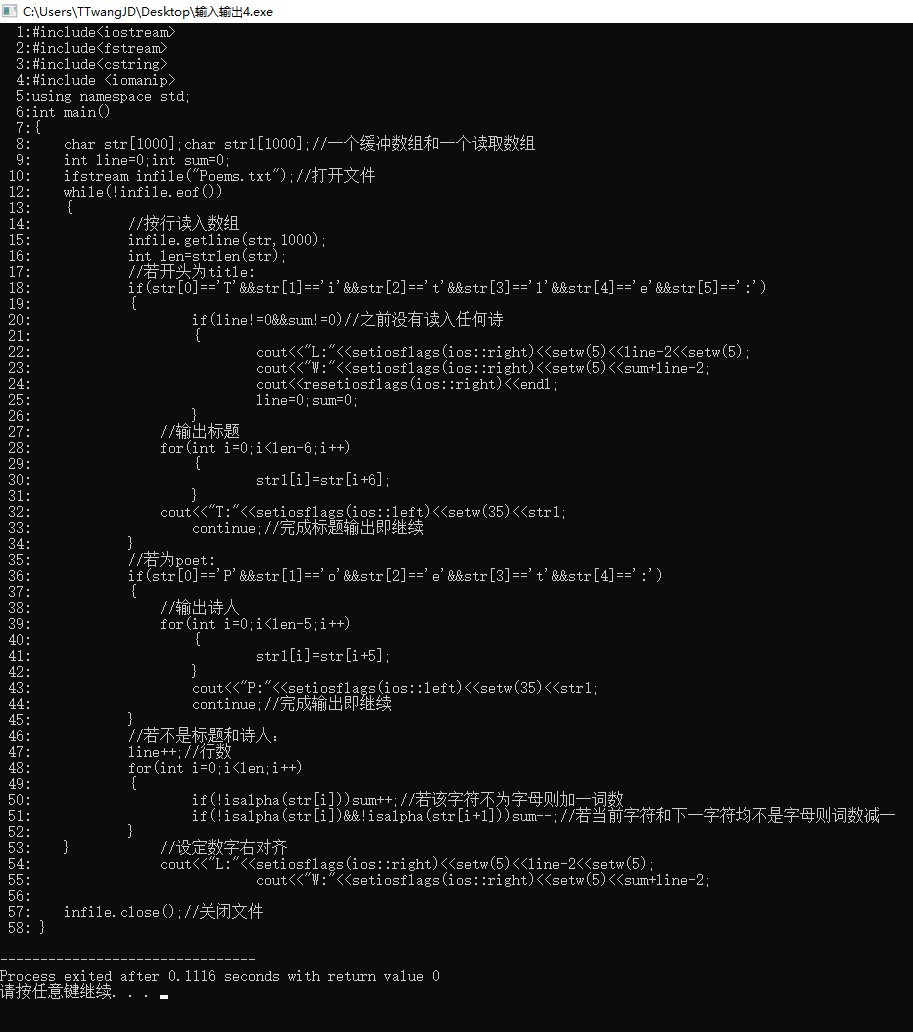 C:\Users\TTwangJD\Desktop\输入输出4.exe
1:#include<iostream>
2:#include<fstream>
3:#include<cstring>
4:#include <iomanip>
5:using namespace std;
6:int main()
7:{
8:    char str[1000];char str1[1000];//一个缓冲数组和一个读取数组
9:    int line=0;int sum=0;
10:    ifstream infile("Poems.txt");//打开文件
12:    while(!infile.eof())
13:    {
14:            //按行读入数组
15:            infile.getline(str,1000);
16:            int len=strlen(str);
17:            //若开头为title:
18:            if(str[0]=='T'&&str[1]=='i'&&str[2]=='t'&&str[3]=='l'&&str[4]=='e'&&str[5]==':')
19:            {
20:                    if(line!=0&&sum!=0)//之前没有读入任何诗
21:                    {
22:                            cout<<"L:"<<setiosflags(ios::right)<<setw(5)<<line-2<<setw(5);
23:                            cout<<"W:"<<setiosflags(ios::right)<<setw(5)<<sum+line-2;
24:                            cout<<resetiosflags(ios::right)<<endl;
25:                            line=0;sum=0;
26:                    }
27:                //输出标题
28:                for(int i=0;i<len-6;i++)
29:                    {
30:                            str1[i]=str[i+6];
31:                    }
32:                cout<<"T:"<<setiosflags(ios::left)<<setw(35)<<str1;
33:                    continue;//完成标题输出即继续
34:            }
35:            //若为poet:
36:            if(str[0]=='P'&&str[1]=='o'&&str[2]=='e'&&str[3]=='t'&&str[4]==':')
37:            {
38:                //输出诗人
39:                for(int i=0;i<len-5;i++)
40:                    {
41:                            str1[i]=str[i+5];
42:                    }
43:                    cout<<"P:"<<setiosflags(ios::left)<<setw(35)<<str1;
44:                    continue;//完成输出即继续
45:            }
46:            //若不是标题和诗人：
47:            line++;//行数
48:            for(int i=0;i<len;i++)
49:            {
50:                    if(!isalpha(str[i]))sum++;//若该字符不为字母则加一词数
51:                    if(!isalpha(str[i])&&!isalpha(str[i+1]))sum--;//若当前字符和下一字符均不是字母则词数减一
52:            }
53:    }           //设定数字右对齐
54:                cout<<"L:"<<setiosflags(ios::right)<<setw(5)<<line-2<<setw(5);
55:                            cout<<"W:"<<setiosflags(ios::right)<<setw(5)<<sum+line-2;
56:
57:    infile.close();//关闭文件
58: }
--------------------------------
Process exited after 0.1116 seconds with return value 0
请按任意键继续. . .